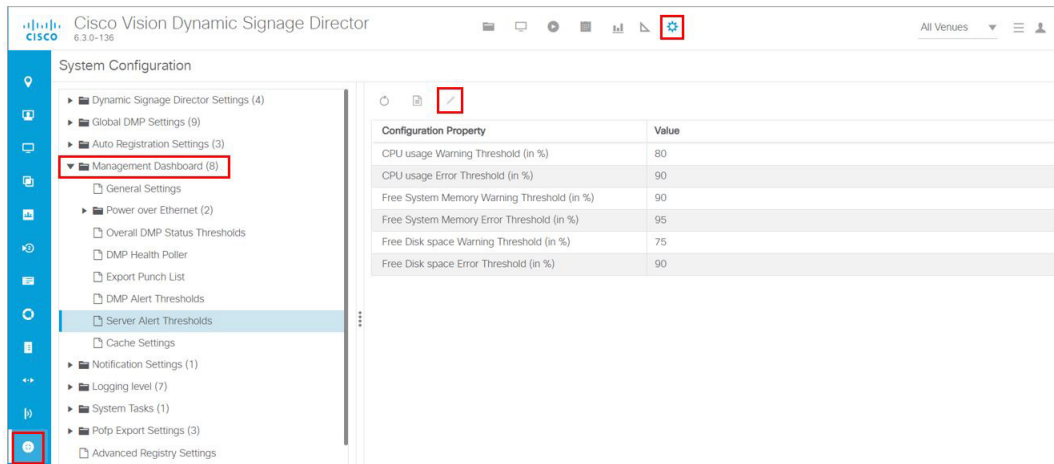 CISCO
Cisco Vision Dynamic Signage Director
6.3.0-136
All Venues
System Configuration
Dynamic Signage Director Settings (4)
Global DMP Settings (9)
Auto Registration Settings (3)
Management Dashboard (8)
General Settings
Power over Ethernet (2)
Overall DMP Status Thresholds
DMP Health Poller
Export Punch List
DMP Alert Thresholds
Server Alert Thresholds
Cache Settings
Notification Settings (1)
Logging level (7)
System Tasks (1)
Pofp Export Settings (3)
Advanced Registry Settings
Configuration Property Value
CPU usage Warning Threshold (in %) 80
CPU usage Error Threshold (in %) 90
Free System Memory Warning Threshold (in %) 90
Free System Memory Error Threshold (in %) 95
Free Disk space Warning Threshold (in %) 75
Free Disk space Error Threshold (in %) 90